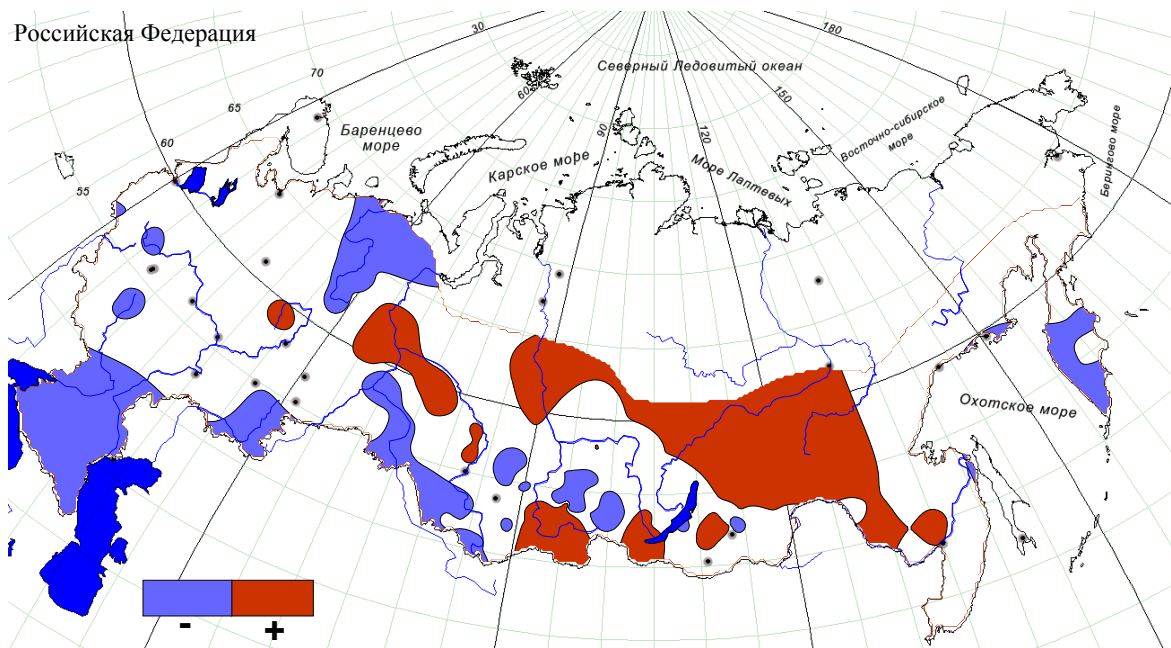 Российская Федерация
30
180
Северный Ледовитый океан
70
60
65
150
Баренцево
море
Восточно-сибирское
море
Берингово море
90
120
60
Карское море
Море Лаптевых
55
Охотское море
- +